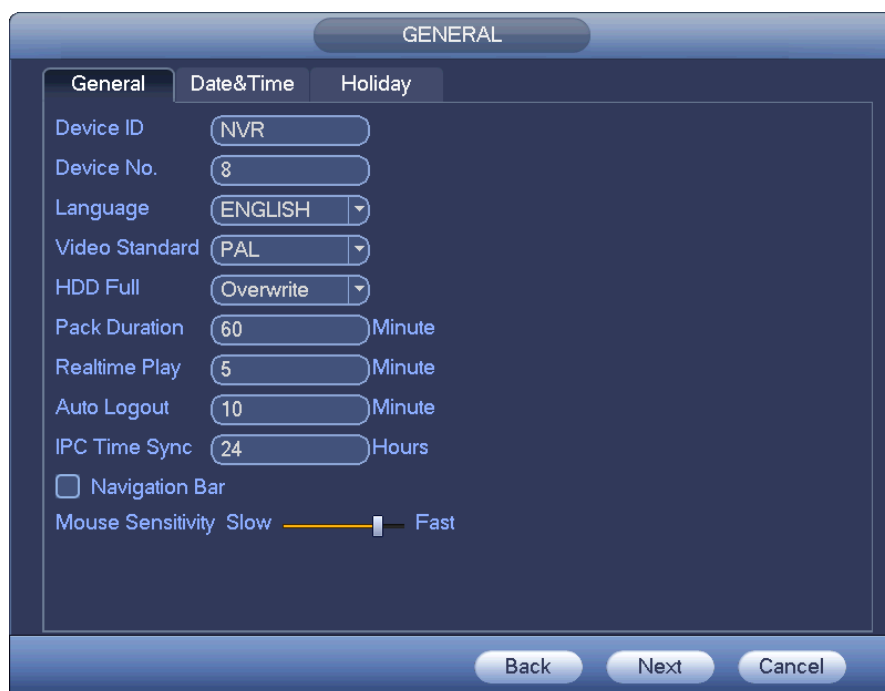 GENERAL
General Date&Time Holiday
Device ID NVR
Device No. 8
Language ENGLISH
Video Standard PAL
HDD Full Overwrite
Pack Duration 60 Minute
Realtime Play 5 Minute
Auto Logout 10 Minute
IPC Time Sync 24 Hours
Navigation Bar
Mouse Sensitivity Slow Fast
Back Next Cancel